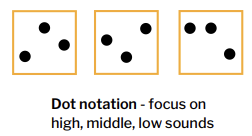 Dot notation - focus on
high, middle, low sounds